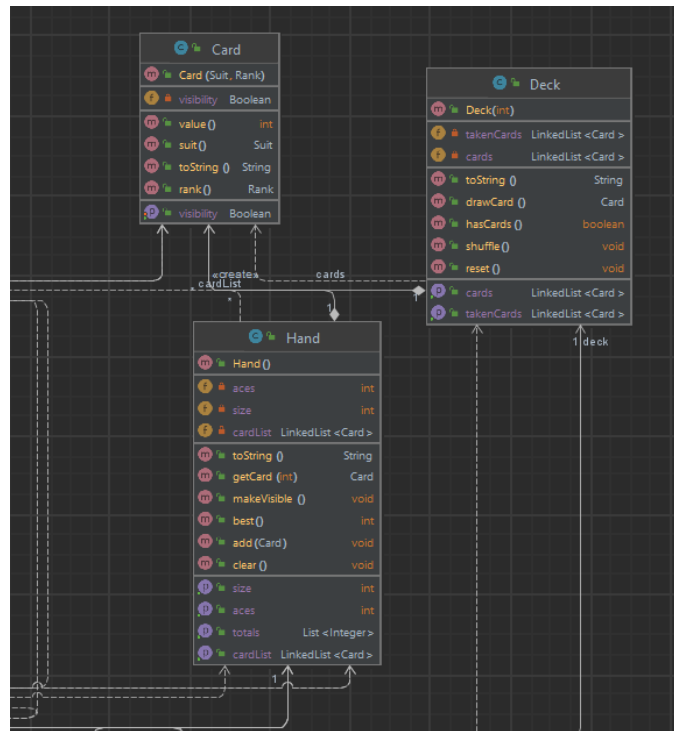 Card
Card (Suit, Rank)
visibility Boolean
value () int
suit () Suit
toString () String
rank () Rank
visibility Boolean
Deck
Deck(int)
takenCards LinkedList <Card >
cards LinkedList <Card >
toString () String
drawCard () Card
hasCards () boolean
shuffle () void
reset () void
cards LinkedList <Card >
takenCards LinkedList <Card >
«create» cards
* cardList
*
1
1
1 deck
Hand
Hand ()
aces int
size int
cardList LinkedList <Card >
toString () String
getCard (int) Card
makeVisible () void
best () int
add (Card ) void
clear () void
size int
aces int
totals List <Integer >
cardList LinkedList <Card >
1